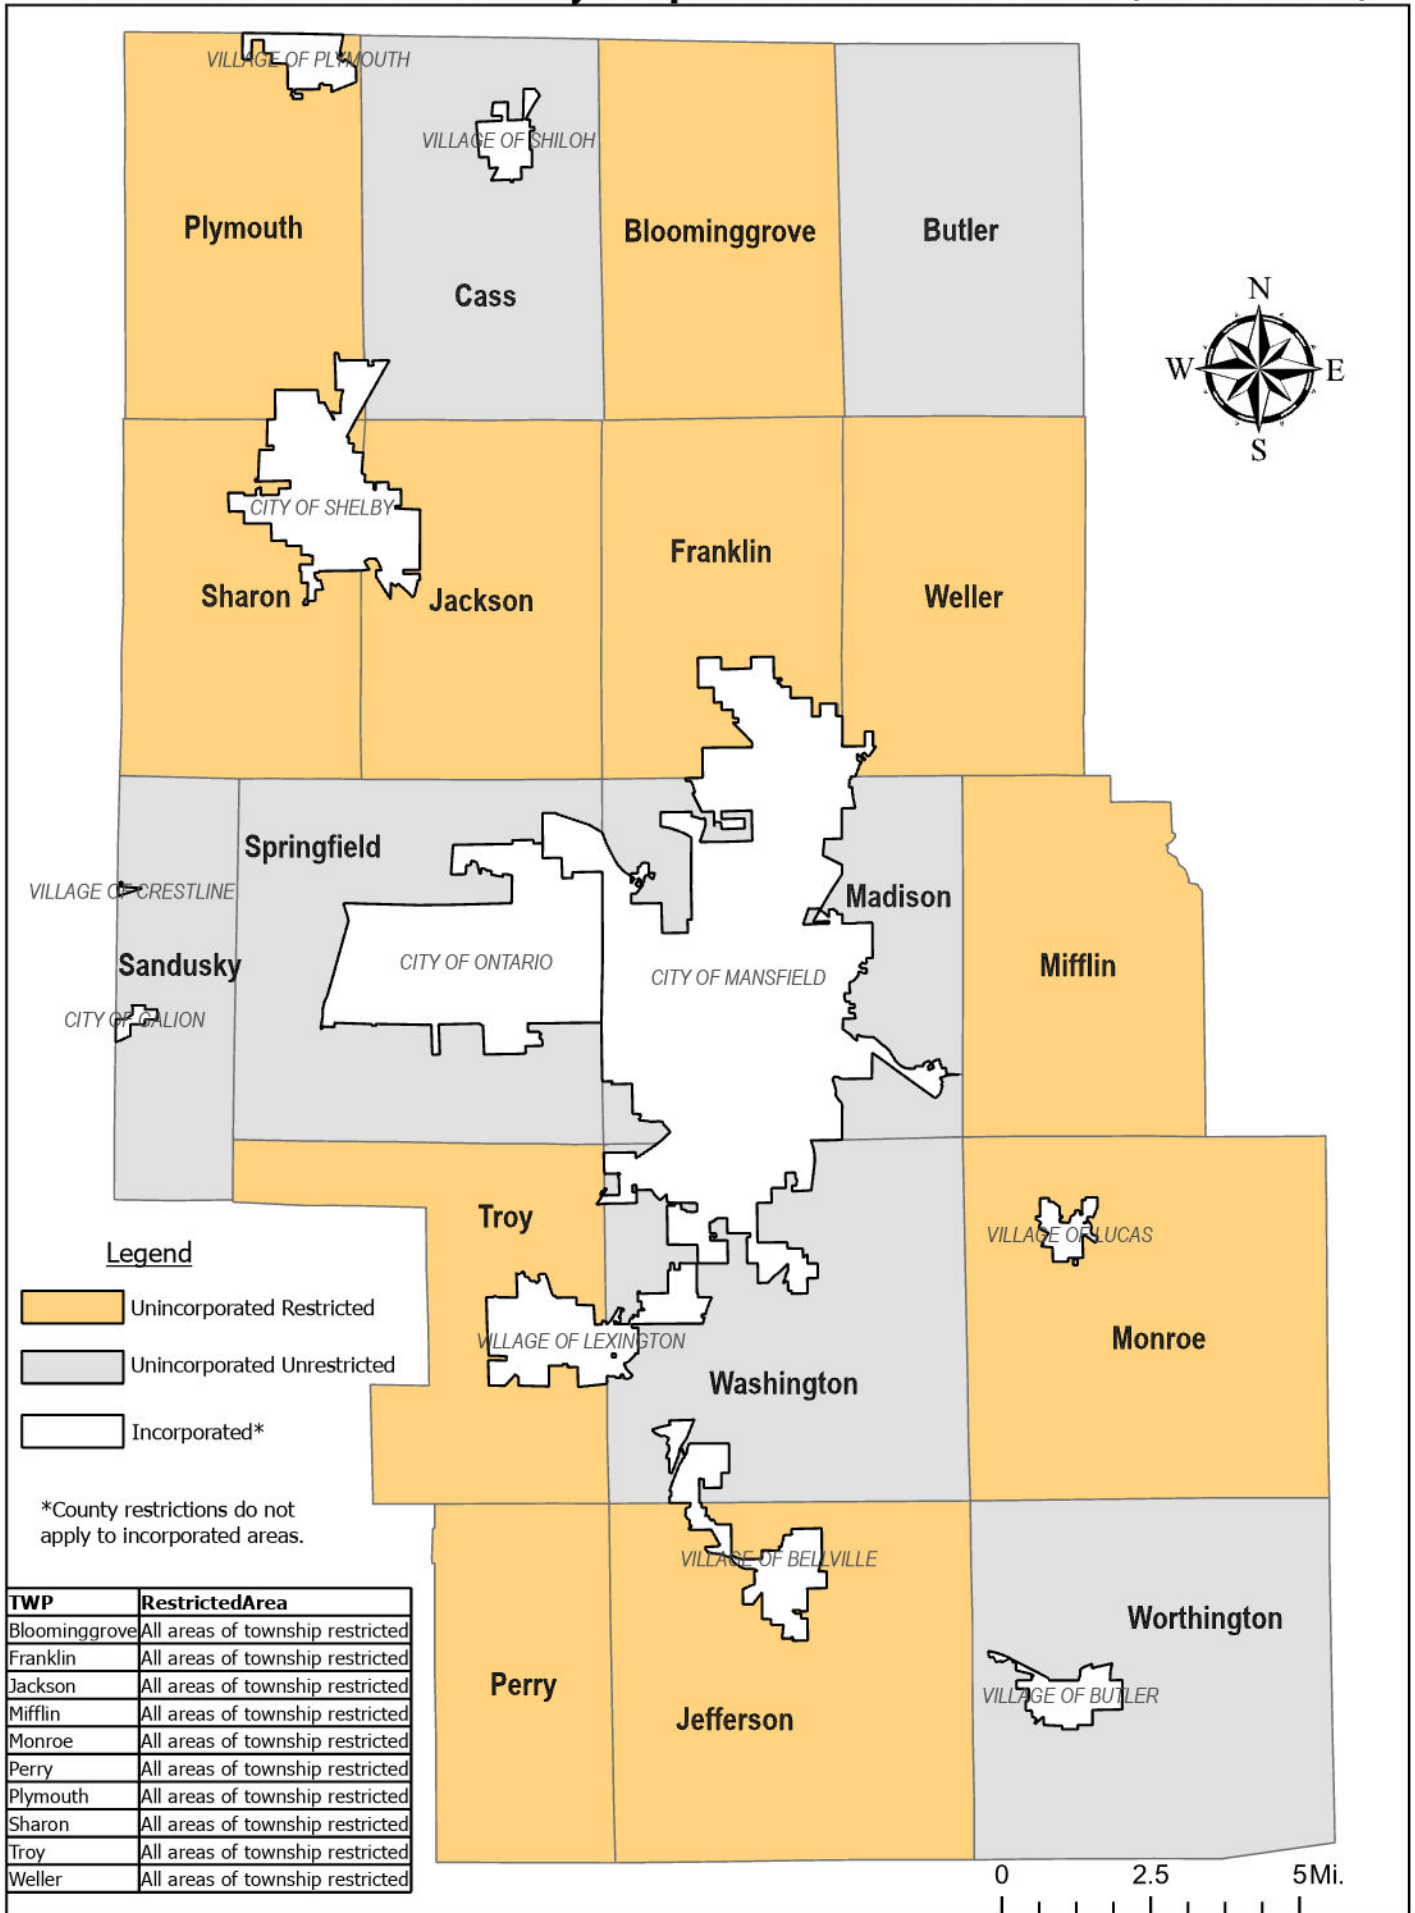 VILLAGE OF PLYMOUTH
VILLAGE OF SHILOH
Plymouth
Cass
Bloominggrove
Butler
N
W
E
S
CITY OF SHELBY
Sharon
Jackson
Franklin
Weller
Springfield
VILLAGE OF CRESTLINE
Sandusky
CITY OF GALION
CITY OF ONTARIO
CITY OF MANSFIELD
Madison
Mifflin
Troy
VILLAGE OF LEXINGTON
Washington
VILLAGE OF LUCAS
Monroe
Legend
Unincorporated Restricted
Unincorporated Unrestricted
Incorporated*
*County restrictions do not
apply to incorporated areas.
VILLAGE OF BELLVILLE
Perry
Jefferson
Worthington
VILLAGE OF BUTLER
TWP RestrictedArea
Bloominggrove All areas of township restricted
Franklin All areas of township restricted
Jackson All areas of township restricted
Mifflin All areas of township restricted
Monroe All areas of township restricted
Perry All areas of township restricted
Plymouth All areas of township restricted
Sharon All areas of township restricted
Troy All areas of township restricted
Weller All areas of township restricted
0 2.5 5 Mi.